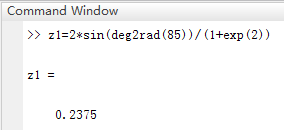 Command Window
>> z1=2*sin(deg2rad(85))/(1+exp(2))
z1 =
0.2375